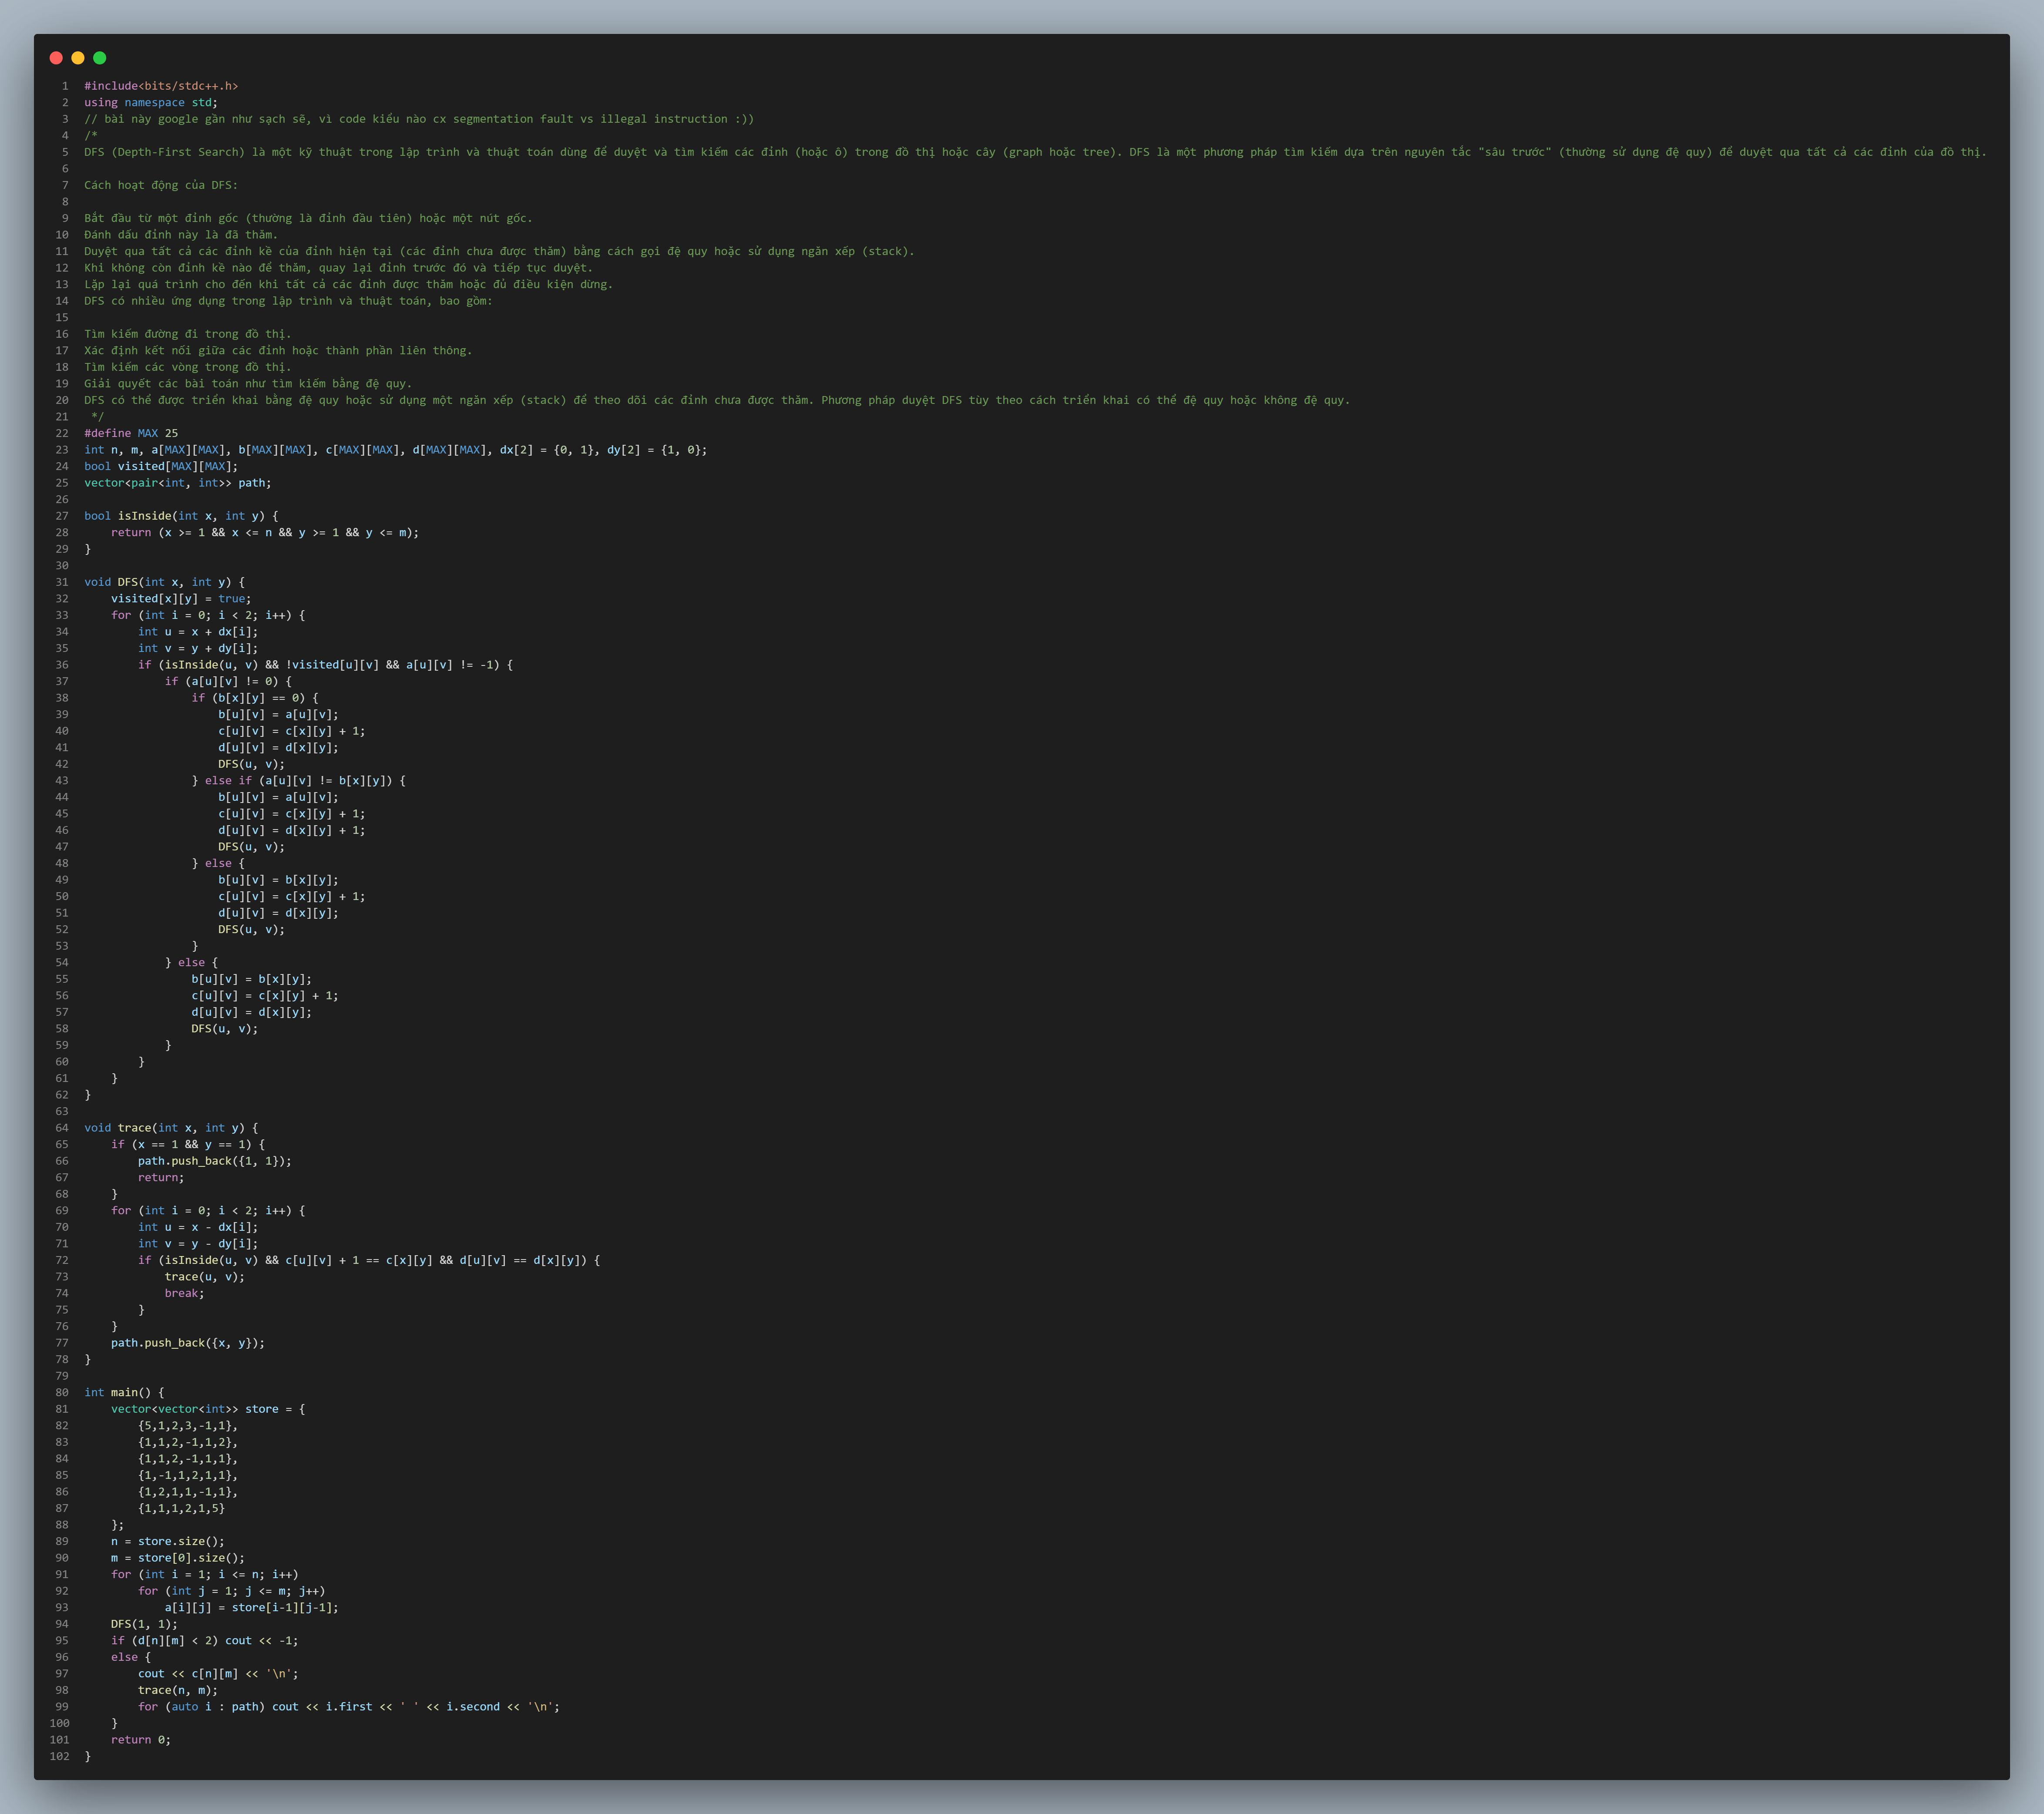 1 #include<bits/stdc++.h>
2 using namespace std;
3 // bài này google gần như sạch sẽ, vì code kiểu nào cx segmentation fault vs illegal instruction :))
4 /*
5 DFS (Depth-First Search) là một kỹ thuật trong lập trình và thuật toán dùng để duyệt và tìm kiếm các đỉnh (hoặc ô) trong đồ thị hoặc cây (graph hoặc tree). DFS là một phương pháp tìm kiếm dựa trên nguyên tắc "sâu trước" (thường sử dụng đệ quy) để duyệt qua tất cả các đỉnh của đồ thị.
6
7 Cách hoạt động của DFS:
8
9 Bắt đầu từ một đỉnh gốc (thường là đỉnh đầu tiên) hoặc một nút gốc.
10 Đánh dấu đỉnh này là đã thăm.
11 Duyệt qua tất cả các đỉnh kề của đỉnh hiện tại (các đỉnh chưa được thăm) bằng cách gọi đệ quy hoặc sử dụng ngăn xếp (stack).
12 Khi không còn đỉnh kề nào để thăm, quay lại đỉnh trước đó và tiếp tục duyệt.
13 Lặp lại quá trình cho đến khi tất cả các đỉnh được thăm hoặc đủ điều kiện dừng.
14 DFS có nhiều ứng dụng trong lập trình và thuật toán, bao gồm:
15
16 Tìm kiếm đường đi trong đồ thị.
17 Xác định kết nối giữa các đỉnh hoặc thành phần liên thông.
18 Tìm kiếm các vòng trong đồ thị.
19 Giải quyết các bài toán như tìm kiếm bằng đệ quy.
20 DFS có thể được triển khai bằng đệ quy hoặc sử dụng một ngăn xếp (stack) để theo dõi các đỉnh chưa được thăm. Phương pháp duyệt DFS tùy theo cách triển khai có thể đệ quy hoặc không đệ quy.
21  */
22 #define MAX 25
23 int n, m, a[MAX][MAX], b[MAX][MAX], c[MAX][MAX], d[MAX][MAX], dx[2] = {0, 1}, dy[2] = {1, 0};
24 bool visited[MAX][MAX];
25 vector<pair<int, int>> path;
26
27 bool isInside(int x, int y) {
28     return (x >= 1 && x <= n && y >= 1 && y <= m);
29 }
30
31 void DFS(int x, int y) {
32     visited[x][y] = true;
33     for (int i = 0; i < 2; i++) {
34         int u = x + dx[i];
35         int v = y + dy[i];
36         if (isInside(u, v) && !visited[u][v] && a[u][v] != -1) {
37             if (a[u][v] != 0) {
38                 if (b[x][y] == 0) {
39                     b[u][v] = a[u][v];
40                     c[u][v] = c[x][y] + 1;
41                     d[u][v] = d[x][y];
42                     DFS(u, v);
43                 } else if (a[u][v] != b[x][y]) {
44                     b[u][v] = a[u][v];
45                     c[u][v] = c[x][y] + 1;
46                     d[u][v] = d[x][y] + 1;
47                     DFS(u, v);
48                 } else {
49                     b[u][v] = b[x][y];
50                     c[u][v] = c[x][y] + 1;
51                     d[u][v] = d[x][y];
52                     DFS(u, v);
53                 }
54             } else {
55                 b[u][v] = b[x][y];
56                 c[u][v] = c[x][y] + 1;
57                 d[u][v] = d[x][y];
58                 DFS(u, v);
59             }
60         }
61     }
62 }
63
64 void trace(int x, int y) {
65     if (x == 1 && y == 1) {
66         path.push_back({1, 1});
67         return;
68     }
69     for (int i = 0; i < 2; i++) {
70         int u = x - dx[i];
71         int v = y - dy[i];
72         if (isInside(u, v) && c[u][v] + 1 == c[x][y] && d[u][v] == d[x][y]) {
73             trace(u, v);
74             break;
75         }
76     }
77     path.push_back({x, y});
78 }
79
80 int main() {
81     vector<vector<int>> store = {
82         {5,1,2,3,-1,1},
83         {1,1,2,-1,1,2},
84         {1,1,2,-1,1,1},
85         {1,-1,1,2,1,1},
86         {1,2,1,1,-1,1},
87         {1,1,1,2,1,5}
88     };
89     n = store.size();
90     m = store[0].size();
91     for (int i = 1; i <= n; i++)
92         for (int j = 1; j <= m; j++)
93             a[i][j] = store[i-1][j-1];
94     DFS(1, 1);
95     if (d[n][m] < 2) cout << -1;
96     else {
97         cout << c[n][m] << '\n';
98         trace(n, m);
99         for (auto i : path) cout << i.first << ' ' << i.second << '\n';
100     }
101     return 0;
102 }